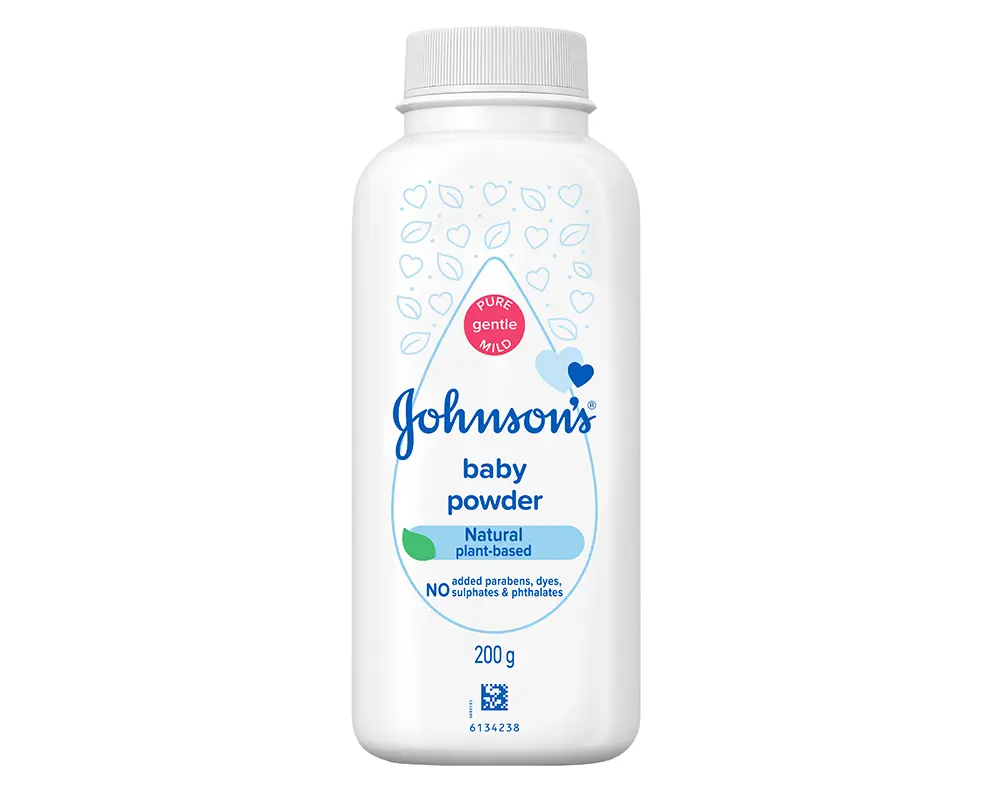 PURE
gentle
MILD
Johnson's®
baby
powder
Natural
plant-based
NO added parabens, dyes,
sulphates & phthalates
200 g
6134238